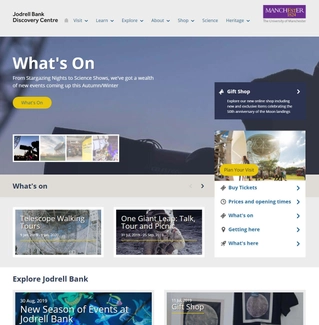 Jodrell Bank
Discovery Centre
Visit
Learn
Explore
About
Shop
Science
Heritage
MANCHESTER
1824
The University of Manchester
What's On
From Stargazing Nights to Science Shows, we've got a wealth
of new events coming up this Autumn/Winter
What's On
Gift Shop
Explore our new online shop including
new and exclusive items celebrating the
50th anniversary of the Moon landings
Plan Your Visit
Buy Tickets
Prices and opening times
What's on
Getting here
What's here
What's on
Telescope Walking
Tours
One Giant Leap: Talk,
Tour and Picnic
Explore Jodrell Bank
30 Aug, 2019
New Season of Events at
Jodrell Bank
Gift Shop